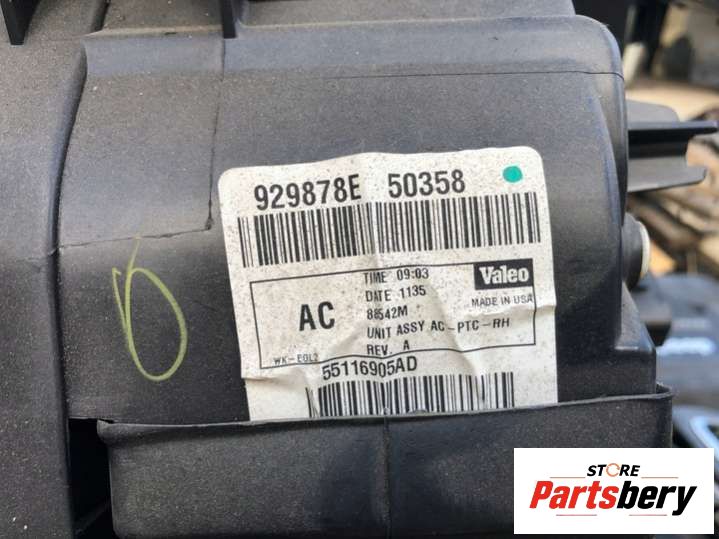 929878E 50358
TIME 09:03
Valeo
DATE 1135
MADE IN USA
AC
88542M
UNIT ASSY AC-PTC-RH
REV. A
WK-EOL2
55116905AD
6
STORE
Partsbery